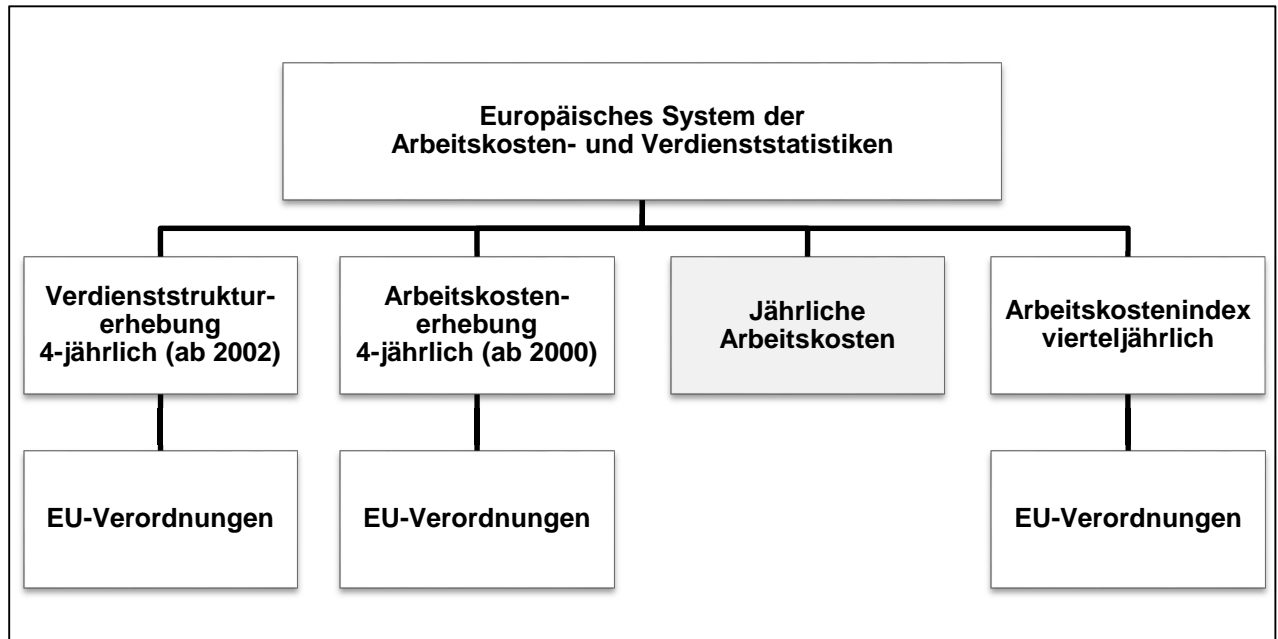 Europäisches System der
Arbeitskosten- und Verdienststatistiken
Verdienststruktur-
erhebung
4-jährlich (ab 2002)
Arbeitskosten-
erhebung
4-jährlich (ab 2000)
Jährliche
Arbeitskosten
Arbeitskostenindex
vierteljährlich
EU-Verordnungen
EU-Verordnungen
EU-Verordnungen